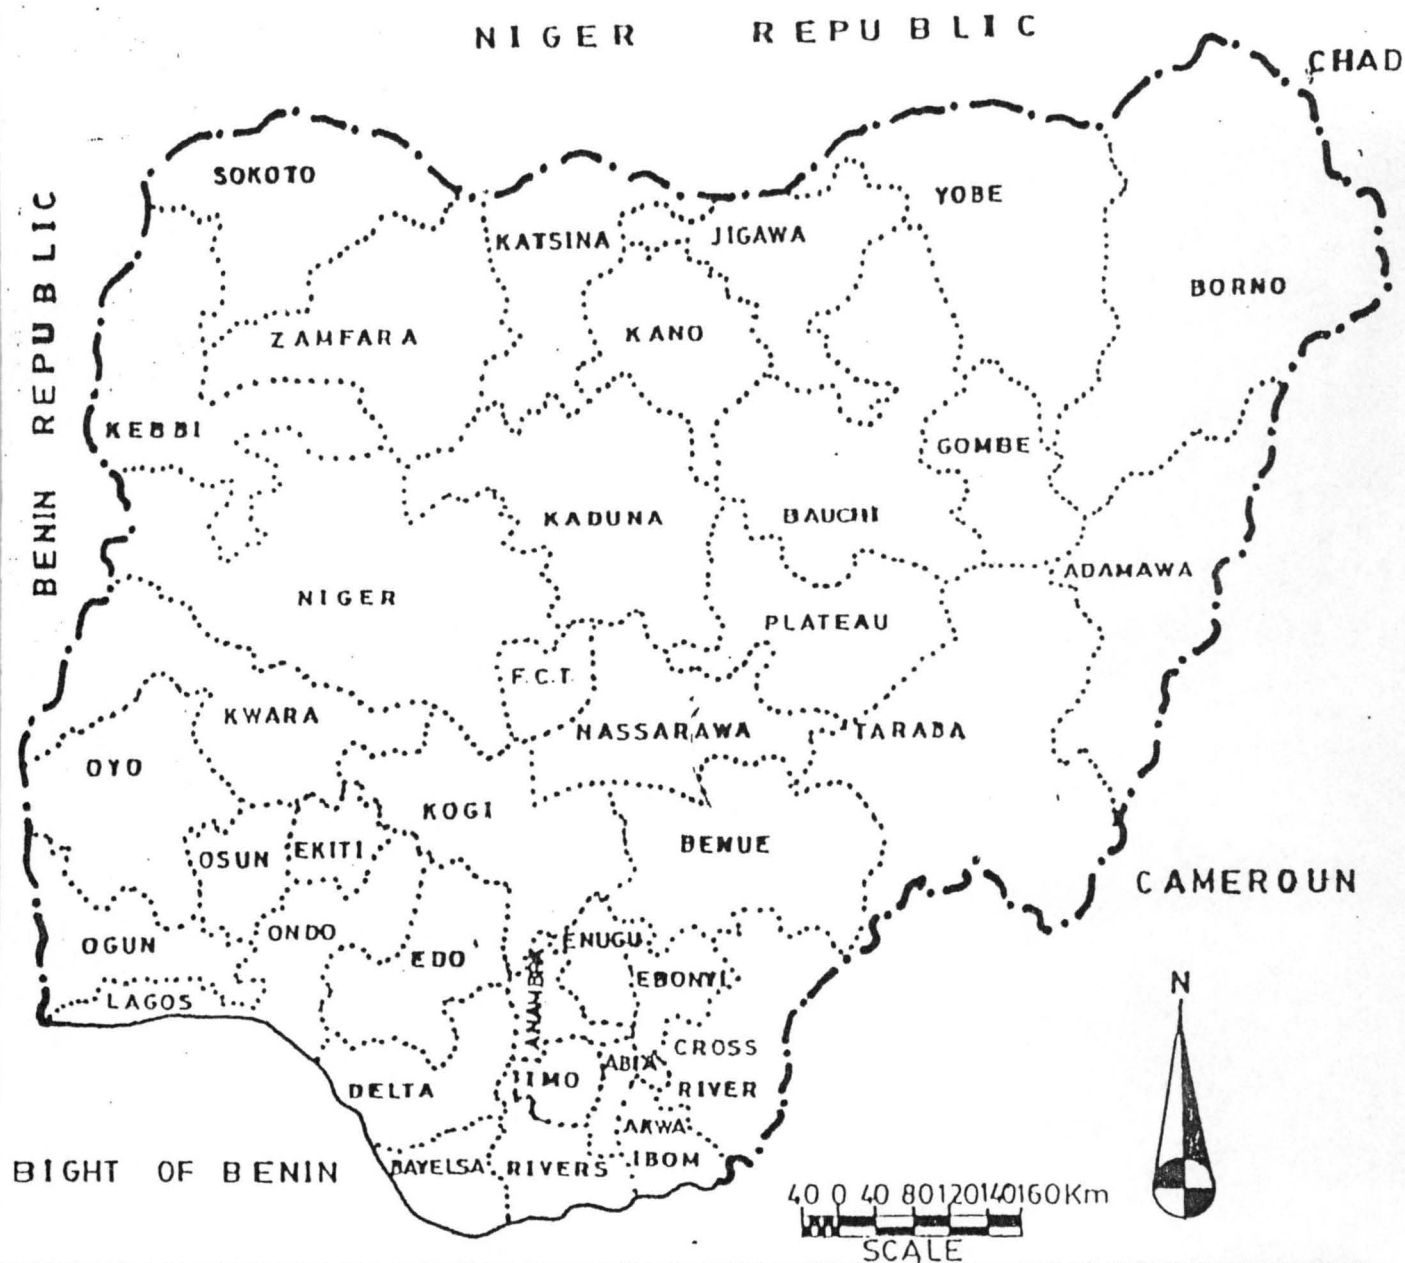 NIGER REPUBLIC
CHAD
SOKOTO
YOBE
KATSINA
JIGAWA
BENIN REPUBLIC
BORNO
ZAMFARA
KANO
KEBBI
GOMBE
KADUNA
BAUCHI
ADAMAWA
NIGER
PLATEAU
F.C.T.
KWARA
NASSARAWA
TARABA
OYO
KOGI
OSUN
EKITI
BENUE
CAMEROUN
OGUN
ONDO
EDO
ENUGU
ANAMBRA
EBONYI
LAGOS
N
CROSS
RIVER
ABIA
IMO
DELTA
AKWA
IBOM
BIGHT OF BENIN
BAYELSA
RIVERS
40 0 40 80 120 140 160Km
SCALE